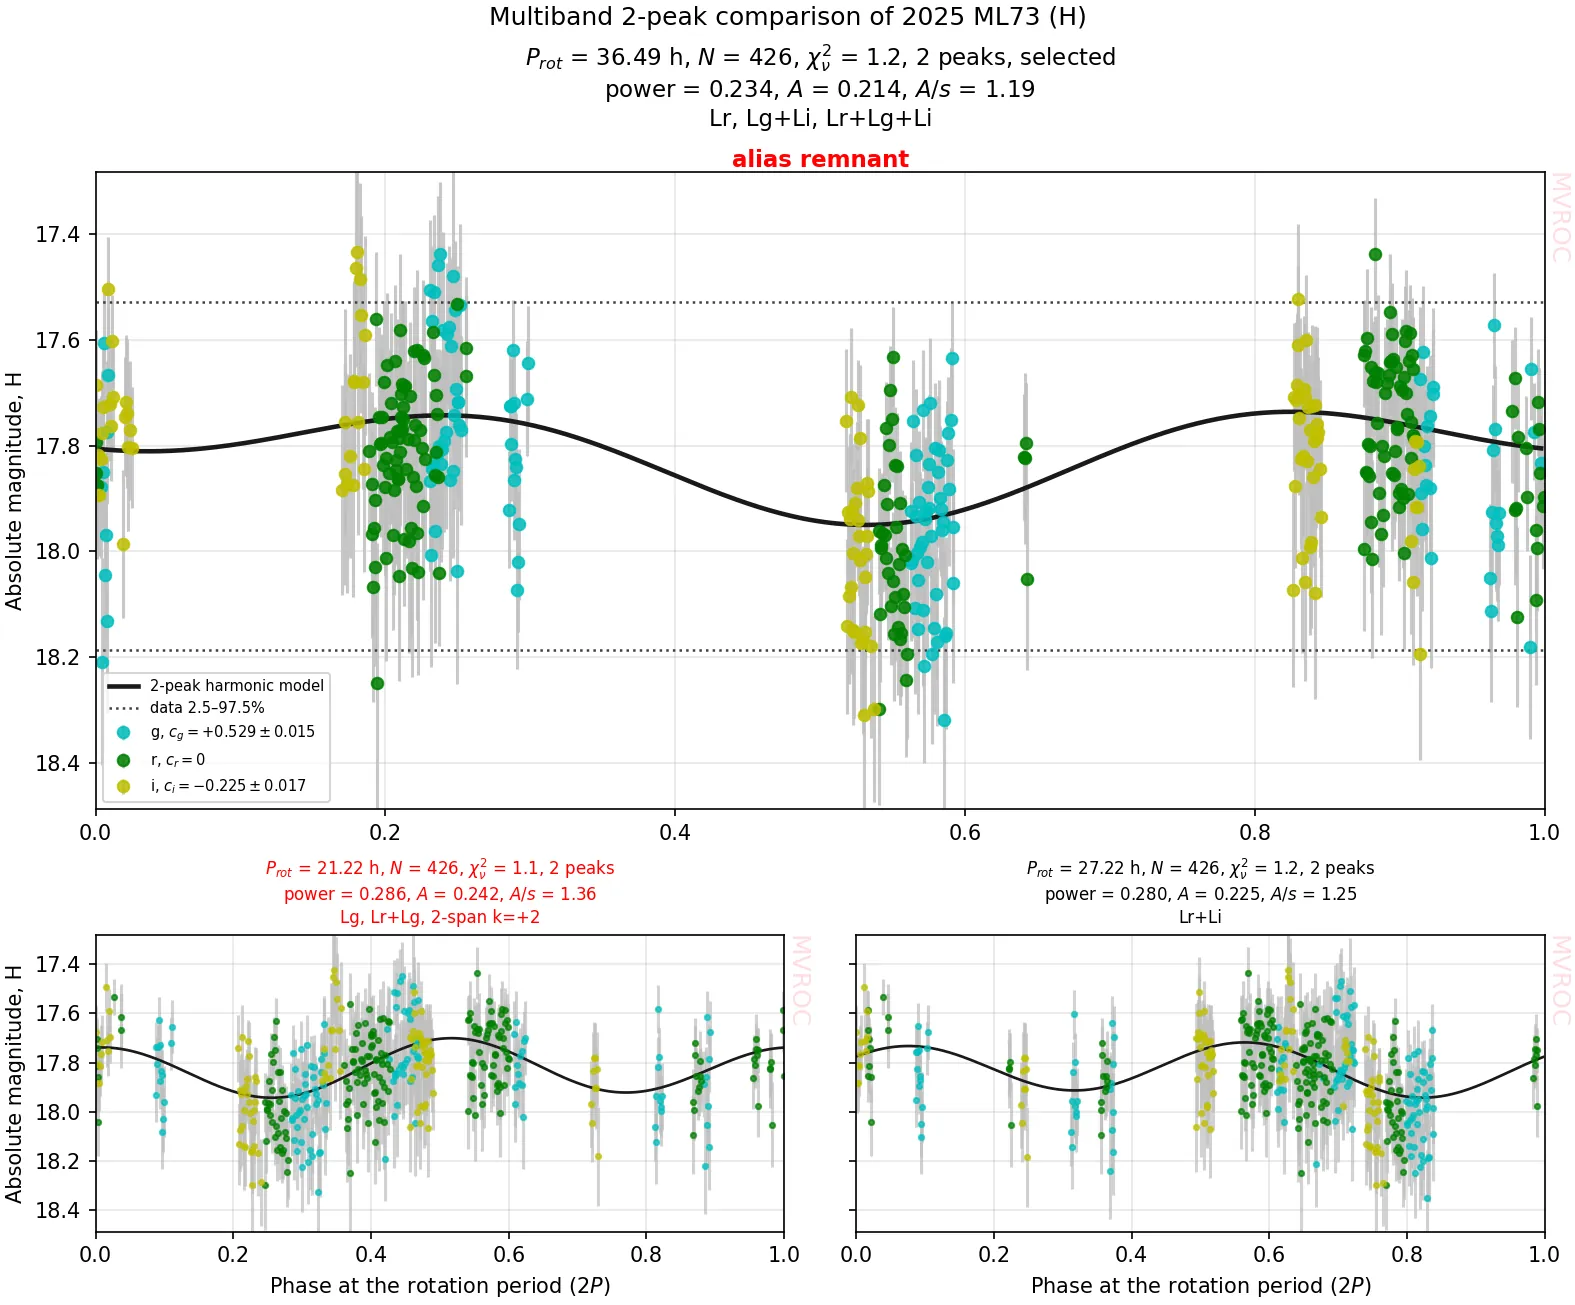 Multiband 2-peak comparison of 2025 ML73 (H)
P_rot = 36.49 h, N = 426, χ²_ν = 1.2, 2 peaks, selected
power = 0.234, A = 0.214, A/s = 1.19
Lr, Lg+Li, Lr+Lg+Li
alias remnant
MVROC
Absolute magnitude, H
17.4
17.6
17.8
18.0
18.2
18.4
2-peak harmonic model
data 2.5–97.5%
g, c_g = +0.529 ± 0.015
r, c_r = 0
i, c_i = −0.225 ± 0.017
0.0 0.2 0.4 0.6 0.8 1.0
P_rot = 21.22 h, N = 426, χ²_ν = 1.1, 2 peaks
power = 0.286, A = 0.242, A/s = 1.36
Lg, Lr+Lg, 2-span k=+2
MVROC
Absolute magnitude, H
17.4
17.6
17.8
18.0
18.2
18.4
0.0 0.2 0.4 0.6 0.8 1.0
Phase at the rotation period (2P)
P_rot = 27.22 h, N = 426, χ²_ν = 1.2, 2 peaks
power = 0.280, A = 0.225, A/s = 1.25
Lr+Li
MVROC
0.0 0.2 0.4 0.6 0.8 1.0
Phase at the rotation period (2P)